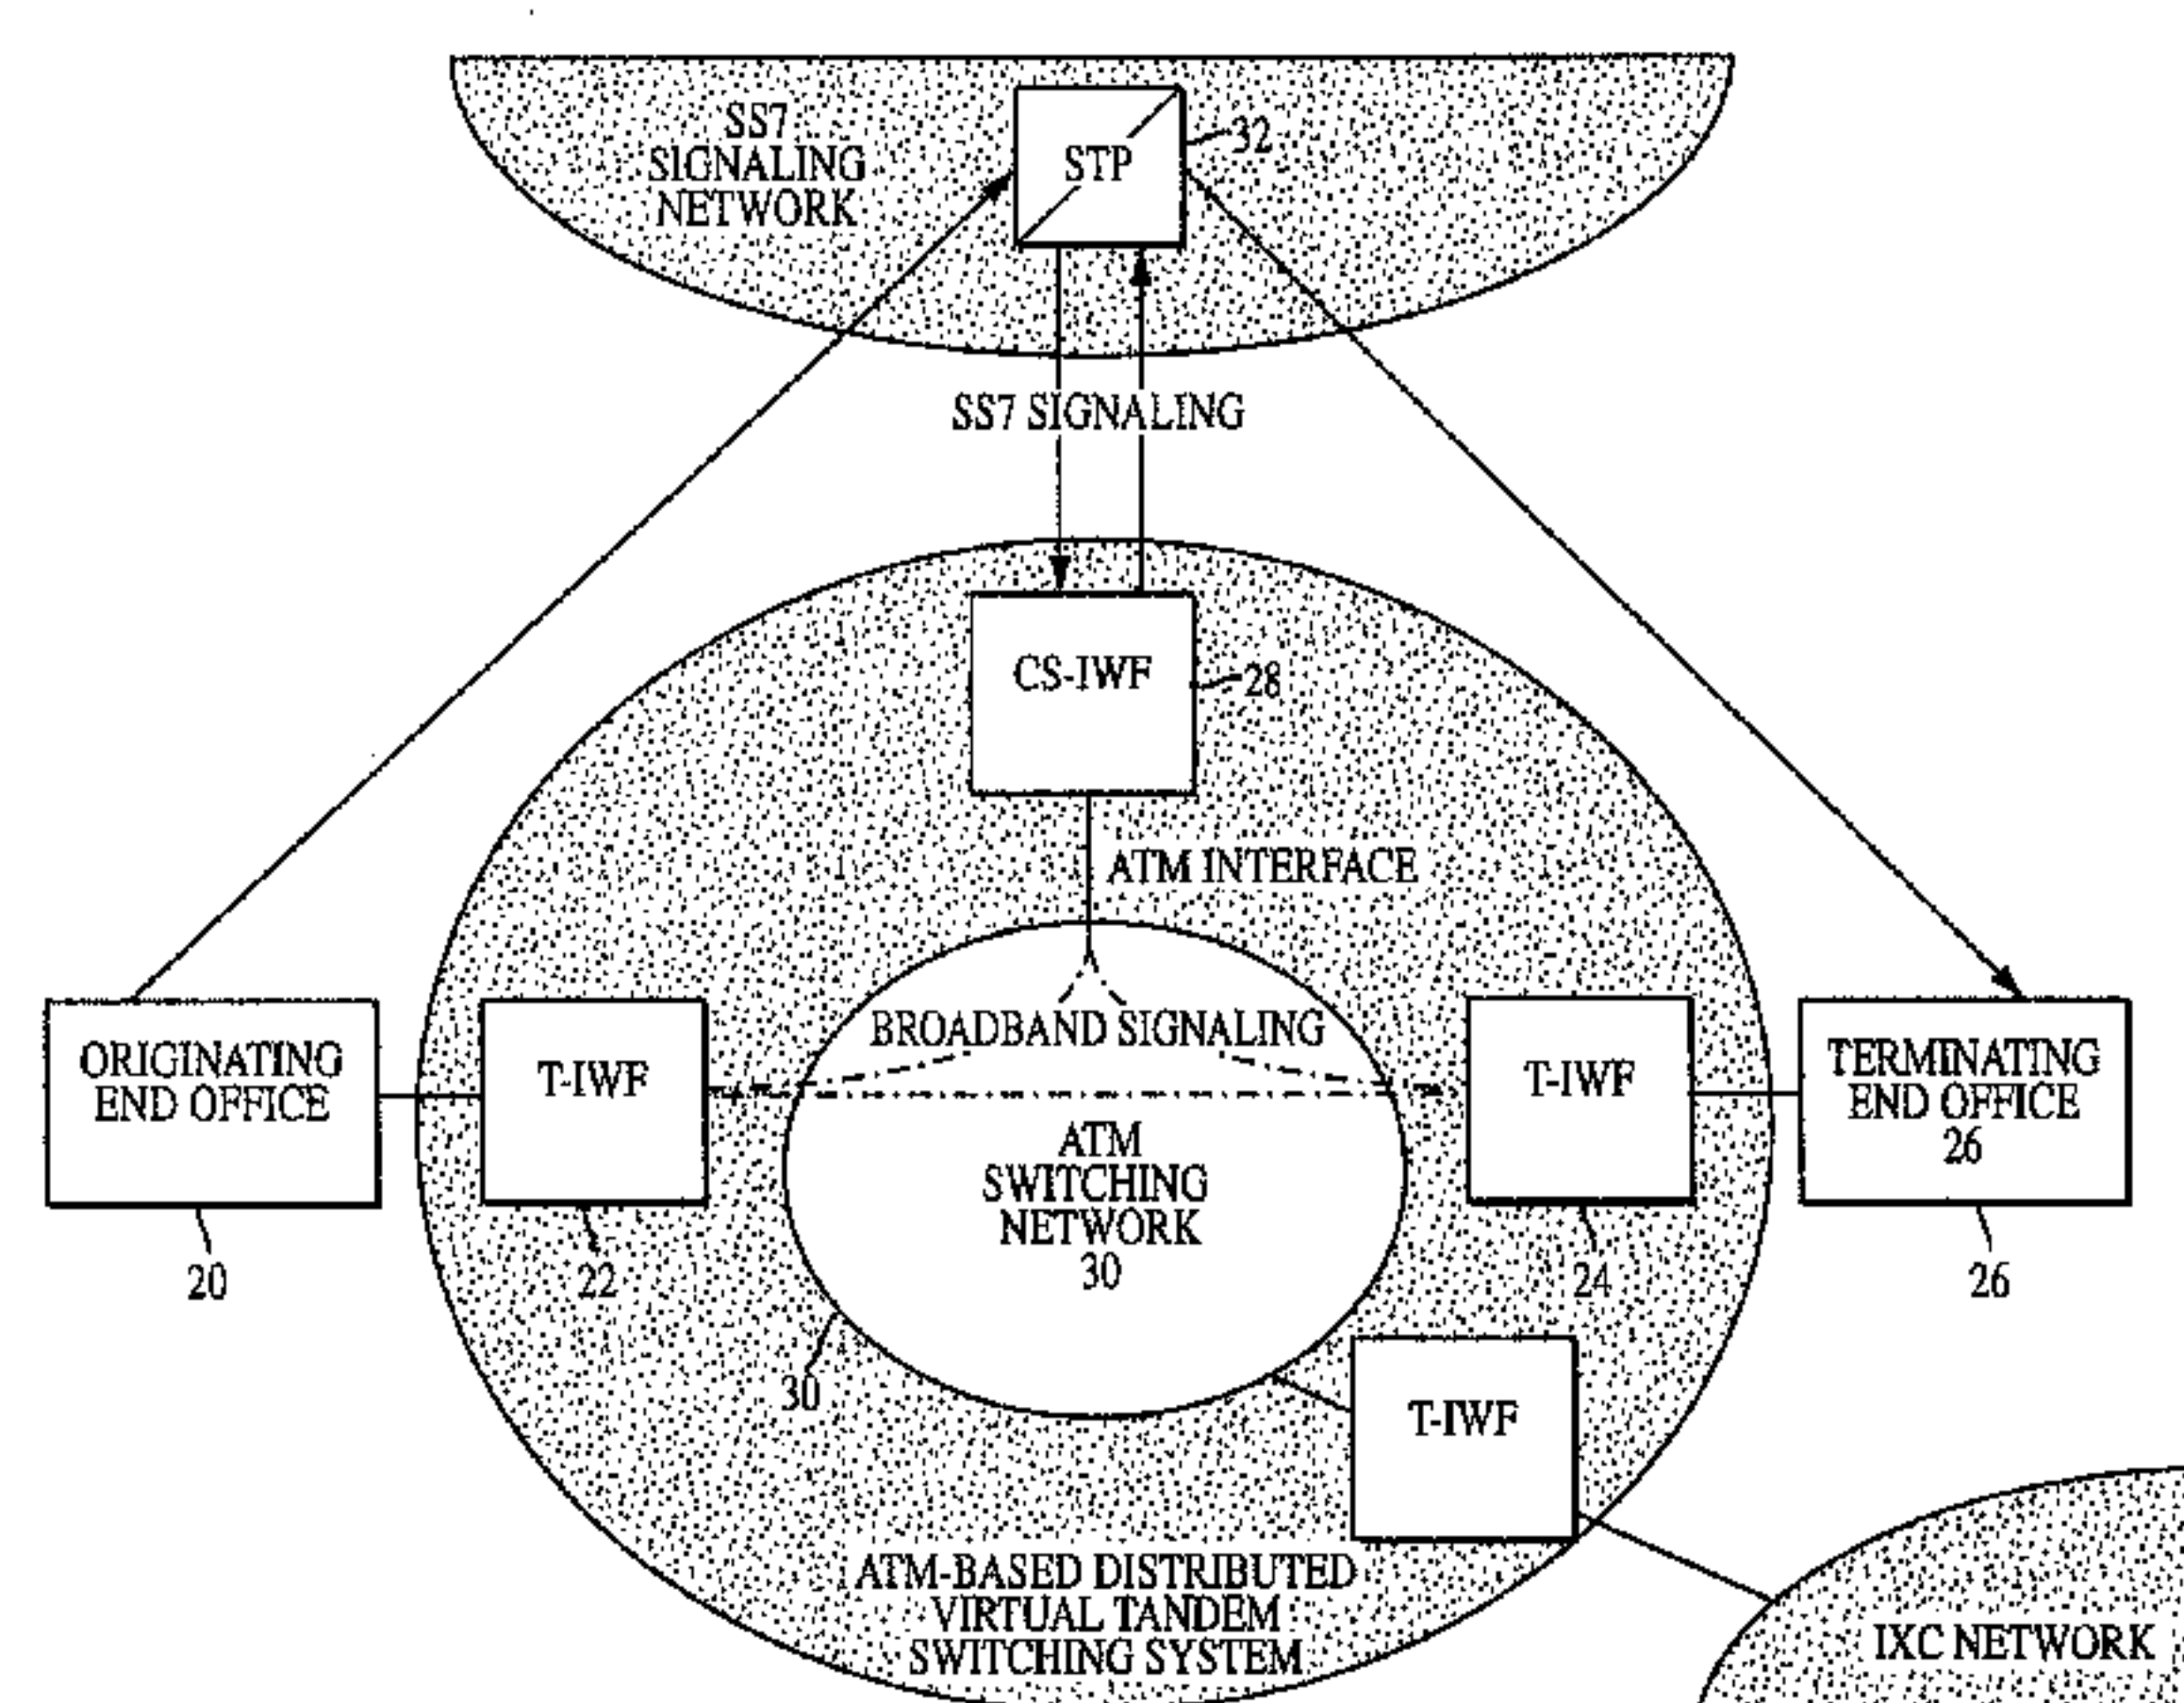 SS7
SIGNALING
NETWORK
STP
32
SS7 SIGNALING
CS-IWF
28
ATM INTERFACE
BROADBAND SIGNALING
ORIGINATING
END OFFICE
20
T-IWF
22
ATM
SWITCHING
NETWORK
30
30
T-IWF
24
TERMINATING
END OFFICE
26
26
T-IWF
ATM-BASED DISTRIBUTED
VIRTUAL TANDEM
SWITCHING SYSTEM
IXC NETWORK